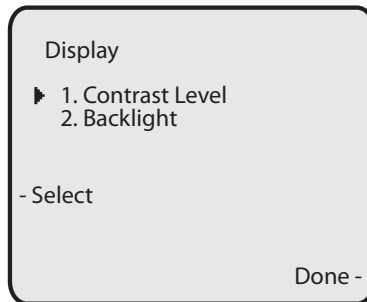 Display
1. Contrast Level
2. Backlight
- Select
Done -